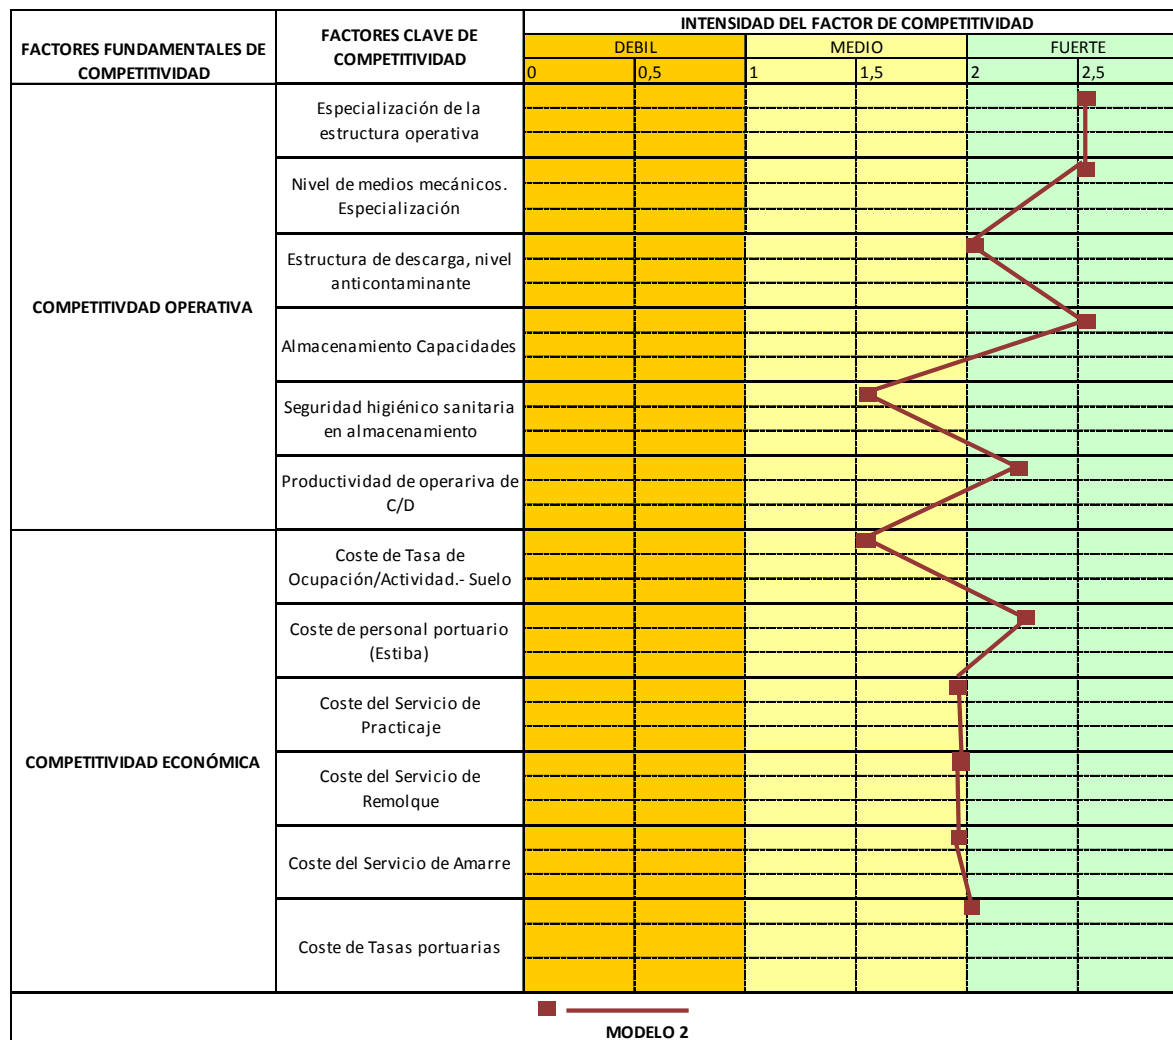 FACTORES FUNDAMENTALES DE
COMPETITIVIDAD
FACTORES CLAVE DE
COMPETITIVIDAD
INTENSIDAD DEL FACTOR DE COMPETITIVIDAD
DEBIL MEDIO FUERTE
0 0,5 1 1,5 2 2,5
COMPETITIVDAD OPERATIVA
Especialización de la
estructura operativa
Nivel de medios mecánicos.
Especialización
Estructura de descarga, nivel
anticontaminante
Almacenamiento Capacidades
Seguridad higiénico sanitaria
en almacenamiento
Productividad de operariva de
C/D
COMPETITIVIDAD ECONÓMICA
Coste de Tasa de
Ocupación/Actividad.- Suelo
Coste de personal portuario
(Estiba)
Coste del Servicio de
Practicaje
Coste del Servicio de
Remolque
Coste del Servicio de Amarre
Coste de Tasas portuarias
MODELO 2